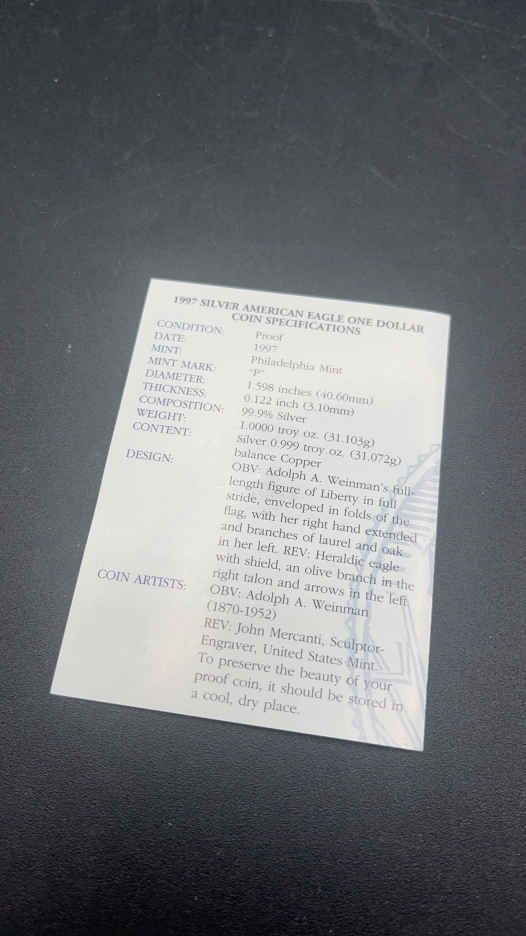 1997 SILVER AMERICAN EAGLE ONE DOLLAR
COIN SPECIFICATIONS
CONDITION: Proof
DATE: 1997
MINT: Philadelphia Mint
MINT MARK: "P"
DIAMETER: 1.598 inches (40.60mm)
THICKNESS: 0.122 inch (3.10mm)
COMPOSITION: 99.9% Silver
WEIGHT: 1.0000 troy oz. (31.103g)
CONTENT: Silver 0.999 troy oz. (31.072g)
balance Copper
DESIGN: OBV: Adolph A. Weinman's full-
length figure of Liberty in full
stride, enveloped in folds of the
flag, with her right hand extended
and branches of laurel and oak
in her left. REV: Heraldic eagle
with shield, an olive branch in the
right talon and arrows in the left.
COIN ARTISTS: OBV: Adolph A. Weinman
(1870-1952)
REV: John Mercanti, Sculptor-
Engraver, United States Mint.
To preserve the beauty of your
proof coin, it should be stored in
a cool, dry place.